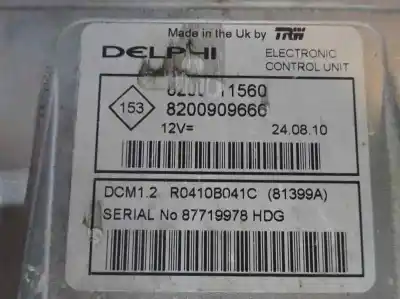 Made in the Uk by TRW
DELPHI
ELECTRONIC
CONTROL UNIT
11560
153
8200909666
12V=
24.08.10
DCM1.2 R0410B041C (81399A)
SERIAL No 87719978 HDG